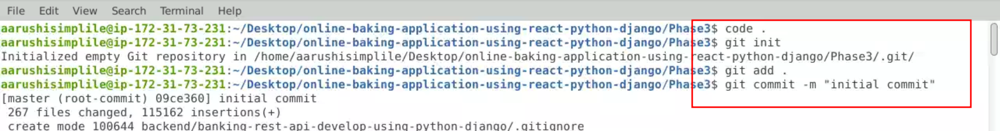 File Edit View Search Terminal Help
aarushisimplile@ip-172-31-73-231:~/Desktop/online-baking-application-using-react-python-django/Phase3$ code .
aarushisimplile@ip-172-31-73-231:~/Desktop/online-baking-application-using-react-python-django/Phase3$ git init
Initialized empty Git repository in /home/aarushisimplile/Desktop/online-baking-application-using-react-python-django/Phase3/.git/
aarushisimplile@ip-172-31-73-231:~/Desktop/online-baking-application-using-react-python-django/Phase3$ git add .
aarushisimplile@ip-172-31-73-231:~/Desktop/online-baking-application-using-react-python-django/Phase3$ git commit -m "initial commit"
[master (root-commit) 09ce360] initial commit
 267 files changed, 115162 insertions(+)
 create mode 100644 backend/banking-rest-api-develop-using-python-django/.gitignore